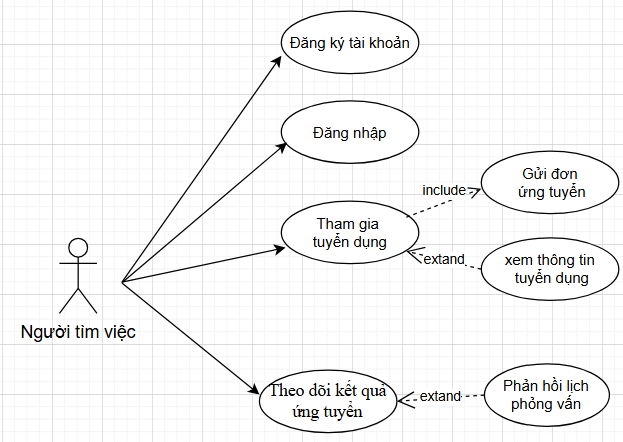 Đăng ký tài khoản
Đăng nhập
include
Gửi đơn
ứng tuyển
Tham gia
tuyển dụng
extand
xem thông tin
tuyển dụng
Người tìm việc
Theo dõi kết quả
ứng tuyển
extand
Phản hồi lịch
phỏng vấn